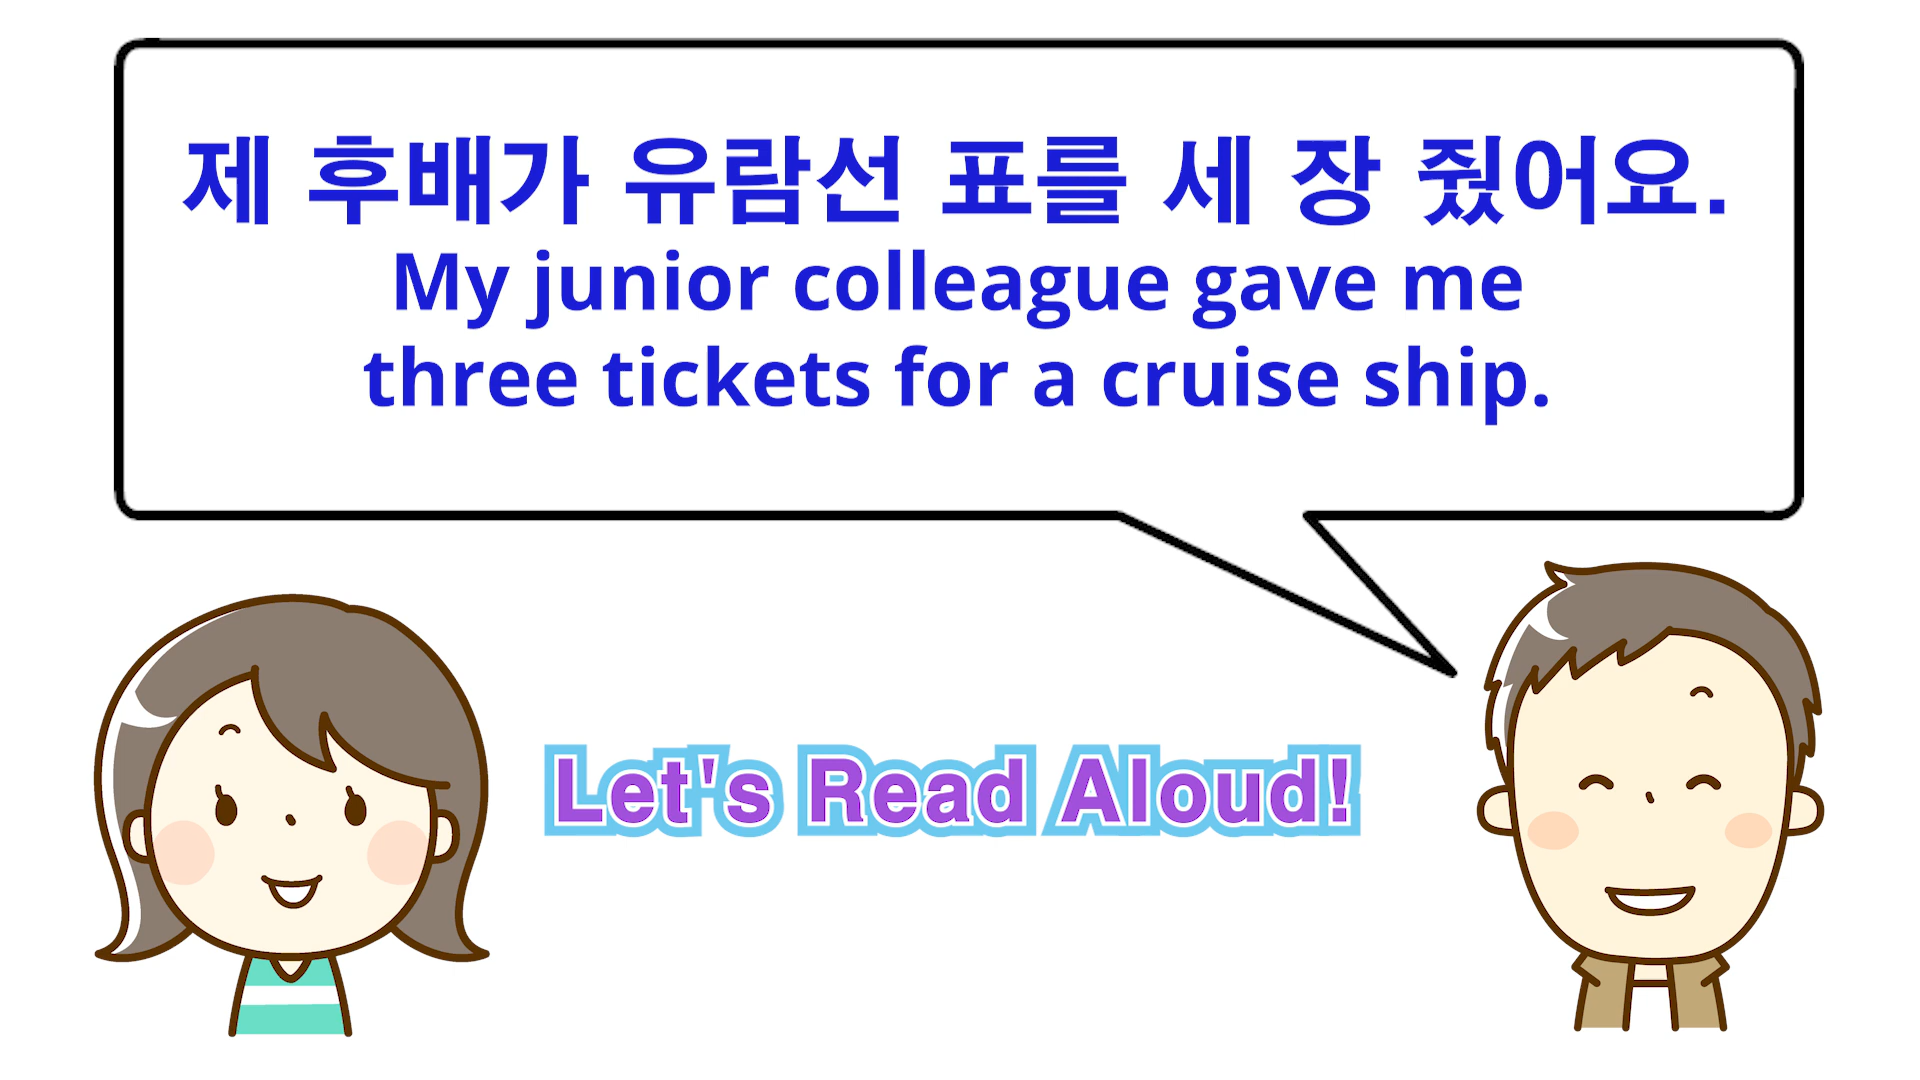 제 후배가 유람선 표를 세 장 줬어요.
My junior colleague gave me
three tickets for a cruise ship.
Let's Read Aloud!